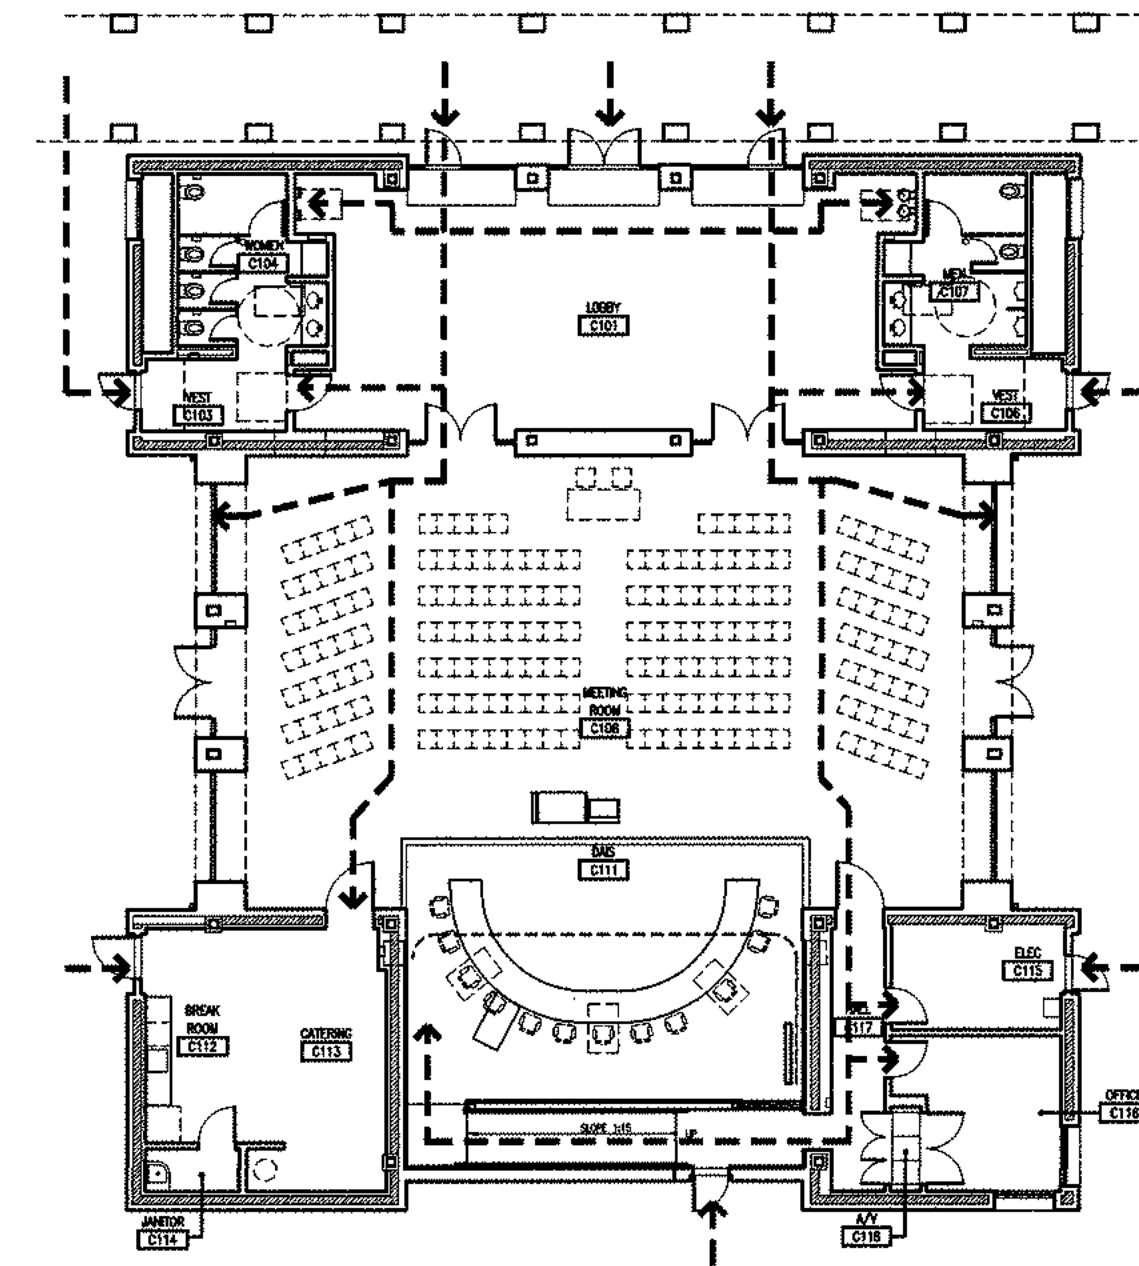 WOMEN
C104
MEN
C107
LOBBY
C101
VEST
C103
VEST
C106
MEETING
ROOM
C106
DAIS
C111
ELEC
C115
BREAK
ROOM
C112
CATERING
C113
C117
OFFICE
C116
SLOPE 1:15
UP
JANITOR
C114
A/V
C118